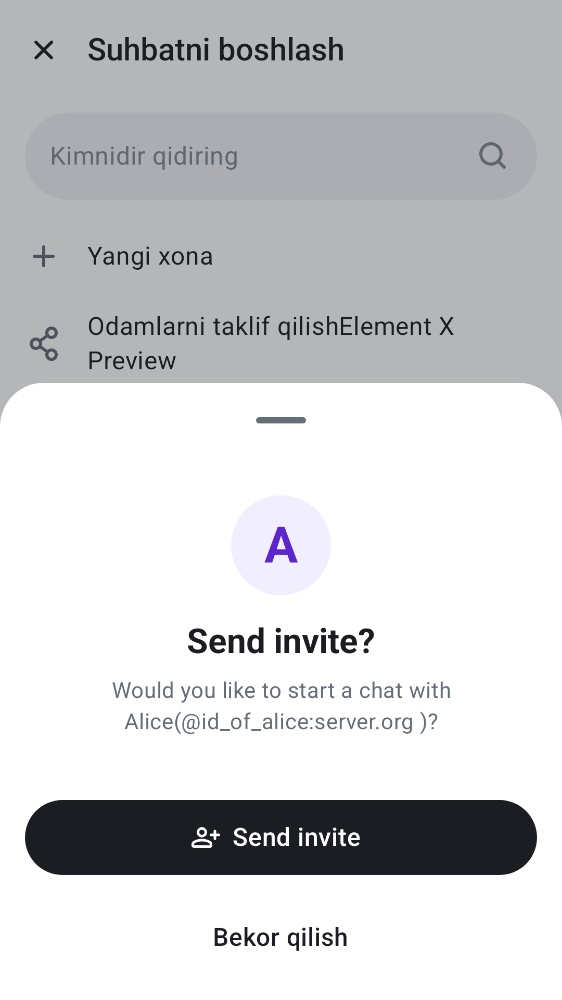 Suhbatni boshlash
Kimnidir qidiring
Yangi xona
Odamlarni taklif qilishElement X
Preview
A
Send invite?
Would you like to start a chat with
Alice(@id_of_alice:server.org )?
Send invite
Bekor qilish